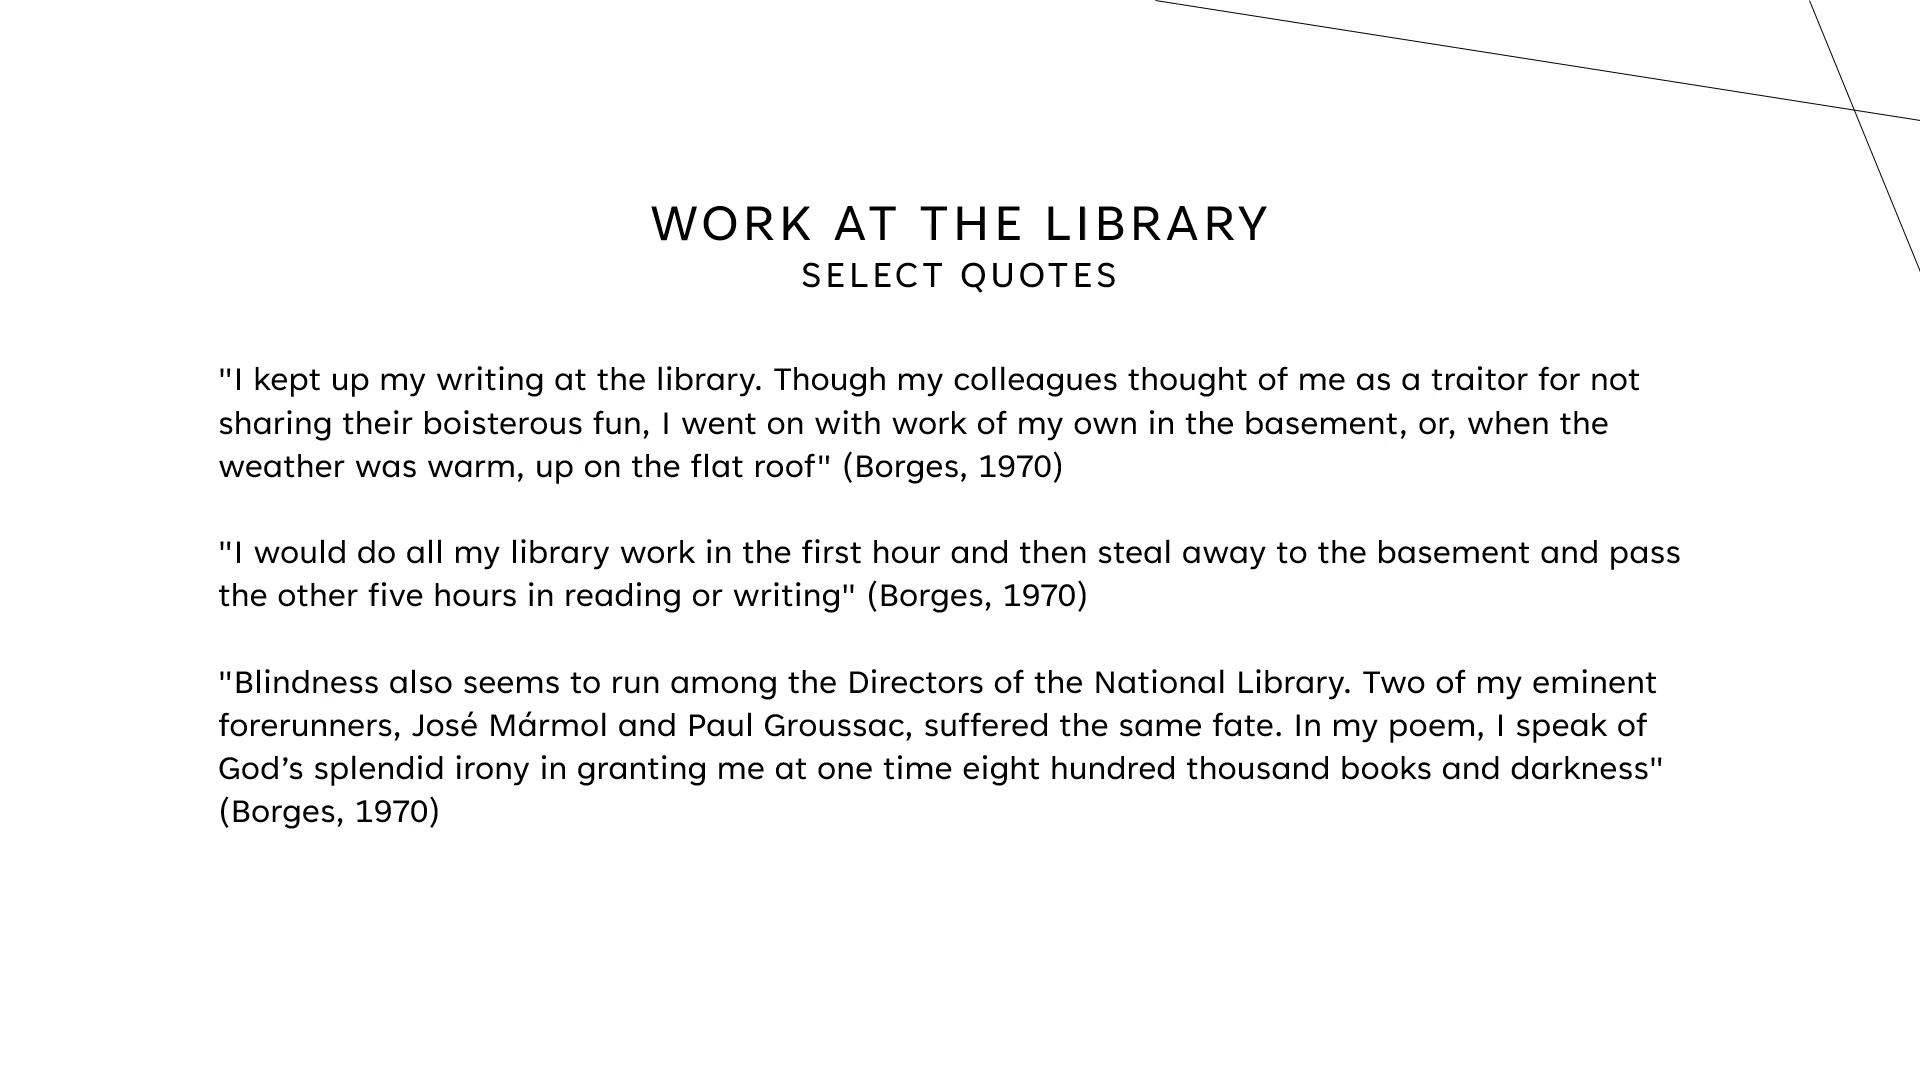 WORK AT THE LIBRARY
SELECT QUOTES
"I kept up my writing at the library. Though my colleagues thought of me as a traitor for not
sharing their boisterous fun, I went on with work of my own in the basement, or, when the
weather was warm, up on the flat roof" (Borges, 1970)
"I would do all my library work in the first hour and then steal away to the basement and pass
the other five hours in reading or writing" (Borges, 1970)
"Blindness also seems to run among the Directors of the National Library. Two of my eminent
forerunners, José Mármol and Paul Groussac, suffered the same fate. In my poem, I speak of
God’s splendid irony in granting me at one time eight hundred thousand books and darkness"
(Borges, 1970)